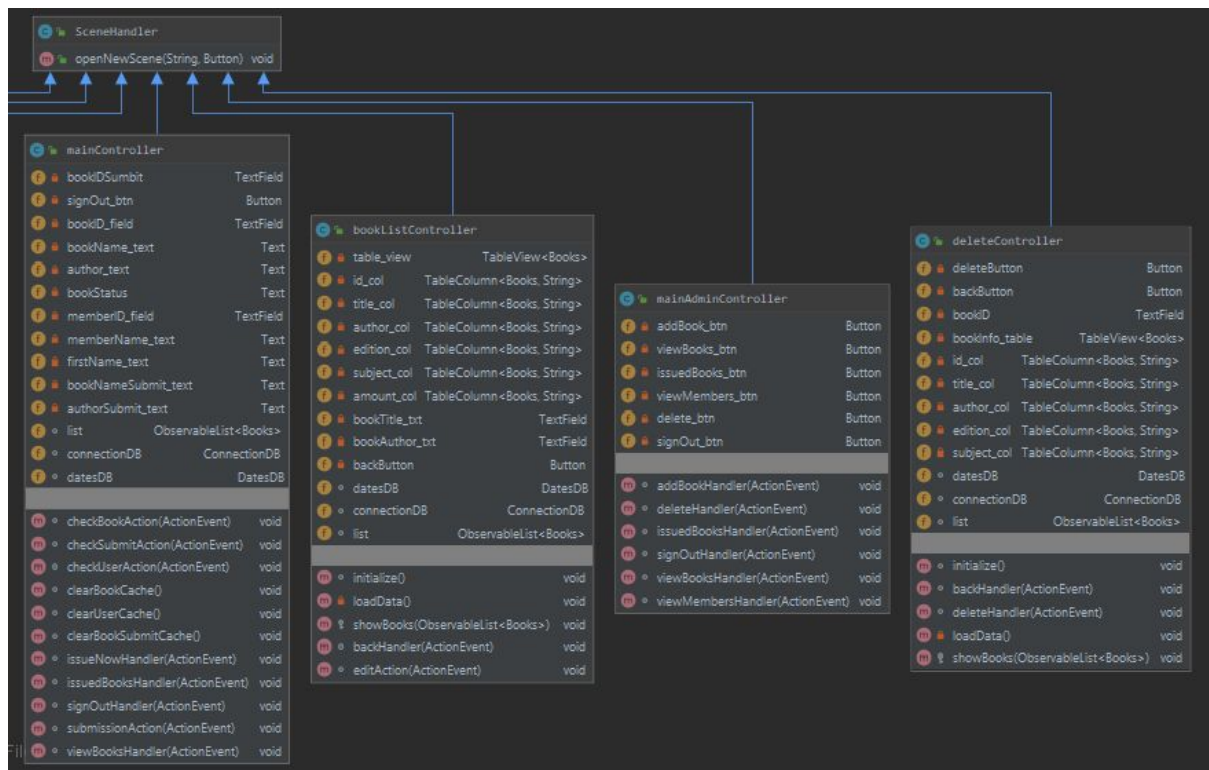 SceneHandler
openNewScene(String, Button) void
mainController
bookIDSumbit TextField
signOut_btn Button
bookID_field TextField
bookName_text Text
author_text Text
bookStatus Text
memberID_field TextField
memberName_text Text
firstName_text Text
bookNameSubmit_text Text
authorSubmit_text Text
list ObservableList<Books>
connectionDB ConnectionDB
datesDB DatesDB
checkBookAction(ActionEvent) void
checkSubmitAction(ActionEvent) void
checkUserAction(ActionEvent) void
clearBookCache() void
clearUserCache() void
clearBookSubmitCache() void
issueNowHandler(ActionEvent) void
issuedBooksHandler(ActionEvent) void
signOutHandler(ActionEvent) void
submissionAction(ActionEvent) void
viewBooksHandler(ActionEvent) void
bookListController
table_view TableView<Books>
id_col TableColumn<Books, String>
title_col TableColumn<Books, String>
author_col TableColumn<Books, String>
edition_col TableColumn<Books, String>
subject_col TableColumn<Books, String>
amount_col TableColumn<Books, String>
bookTitle_txt TextField
bookAuthor_txt TextField
backButton Button
datesDB DatesDB
connectionDB ConnectionDB
list ObservableList<Books>
initialize() void
loadData() void
showBooks(ObservableList<Books>) void
backHandler(ActionEvent) void
editAction(ActionEvent) void
mainAdminController
addBook_btn Button
viewBooks_btn Button
issuedBooks_btn Button
viewMembers_btn Button
delete_btn Button
signOut_btn Button
addBookHandler(ActionEvent) void
deleteHandler(ActionEvent) void
issuedBooksHandler(ActionEvent) void
signOutHandler(ActionEvent) void
viewBooksHandler(ActionEvent) void
viewMembersHandler(ActionEvent) void
deleteController
deleteButton Button
backButton Button
bookID TextField
bookInfo_table TableView<Books>
id_col TableColumn<Books, String>
title_col TableColumn<Books, String>
author_col TableColumn<Books, String>
edition_col TableColumn<Books, String>
subject_col TableColumn<Books, String>
datesDB DatesDB
connectionDB ConnectionDB
list ObservableList<Books>
initialize() void
backHandler(ActionEvent) void
deleteHandler(ActionEvent) void
loadData() void
showBooks(ObservableList<Books>) void